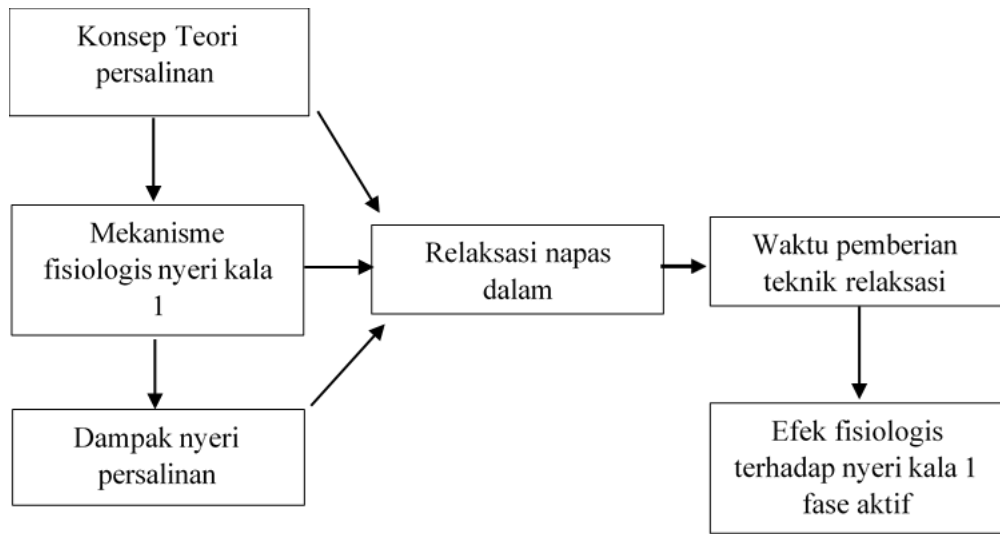 Konsep Teori
persalinan
Mekanisme
fisiologis nyeri kala
1
Dampak nyeri
persalinan
Relaksasi napas
dalam
Waktu pemberian
teknik relaksasi
Efek fisiologis
terhadap nyeri kala 1
fase aktif